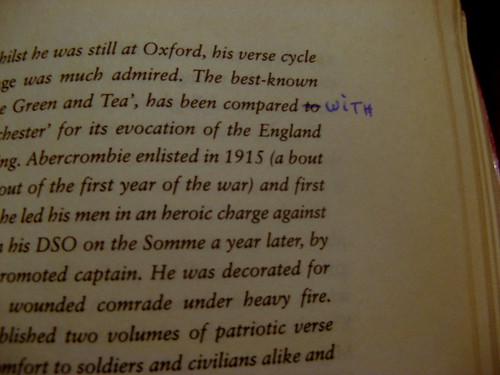 hilst he was still at Oxford, his verse cycle
ge was much admired. The best-known
e Green and Tea', has been compared to WiTH
chester' for its evocation of the England
ng. Abercrombie enlisted in 1915 (a bout
out of the first year of the war) and first
he led his men in an heroic charge against
n his DSO on the Somme a year later, by
romoted captain. He was decorated for
wounded comrade under heavy fire.
blished two volumes of patriotic verse
omfort to soldiers and civilians alike and